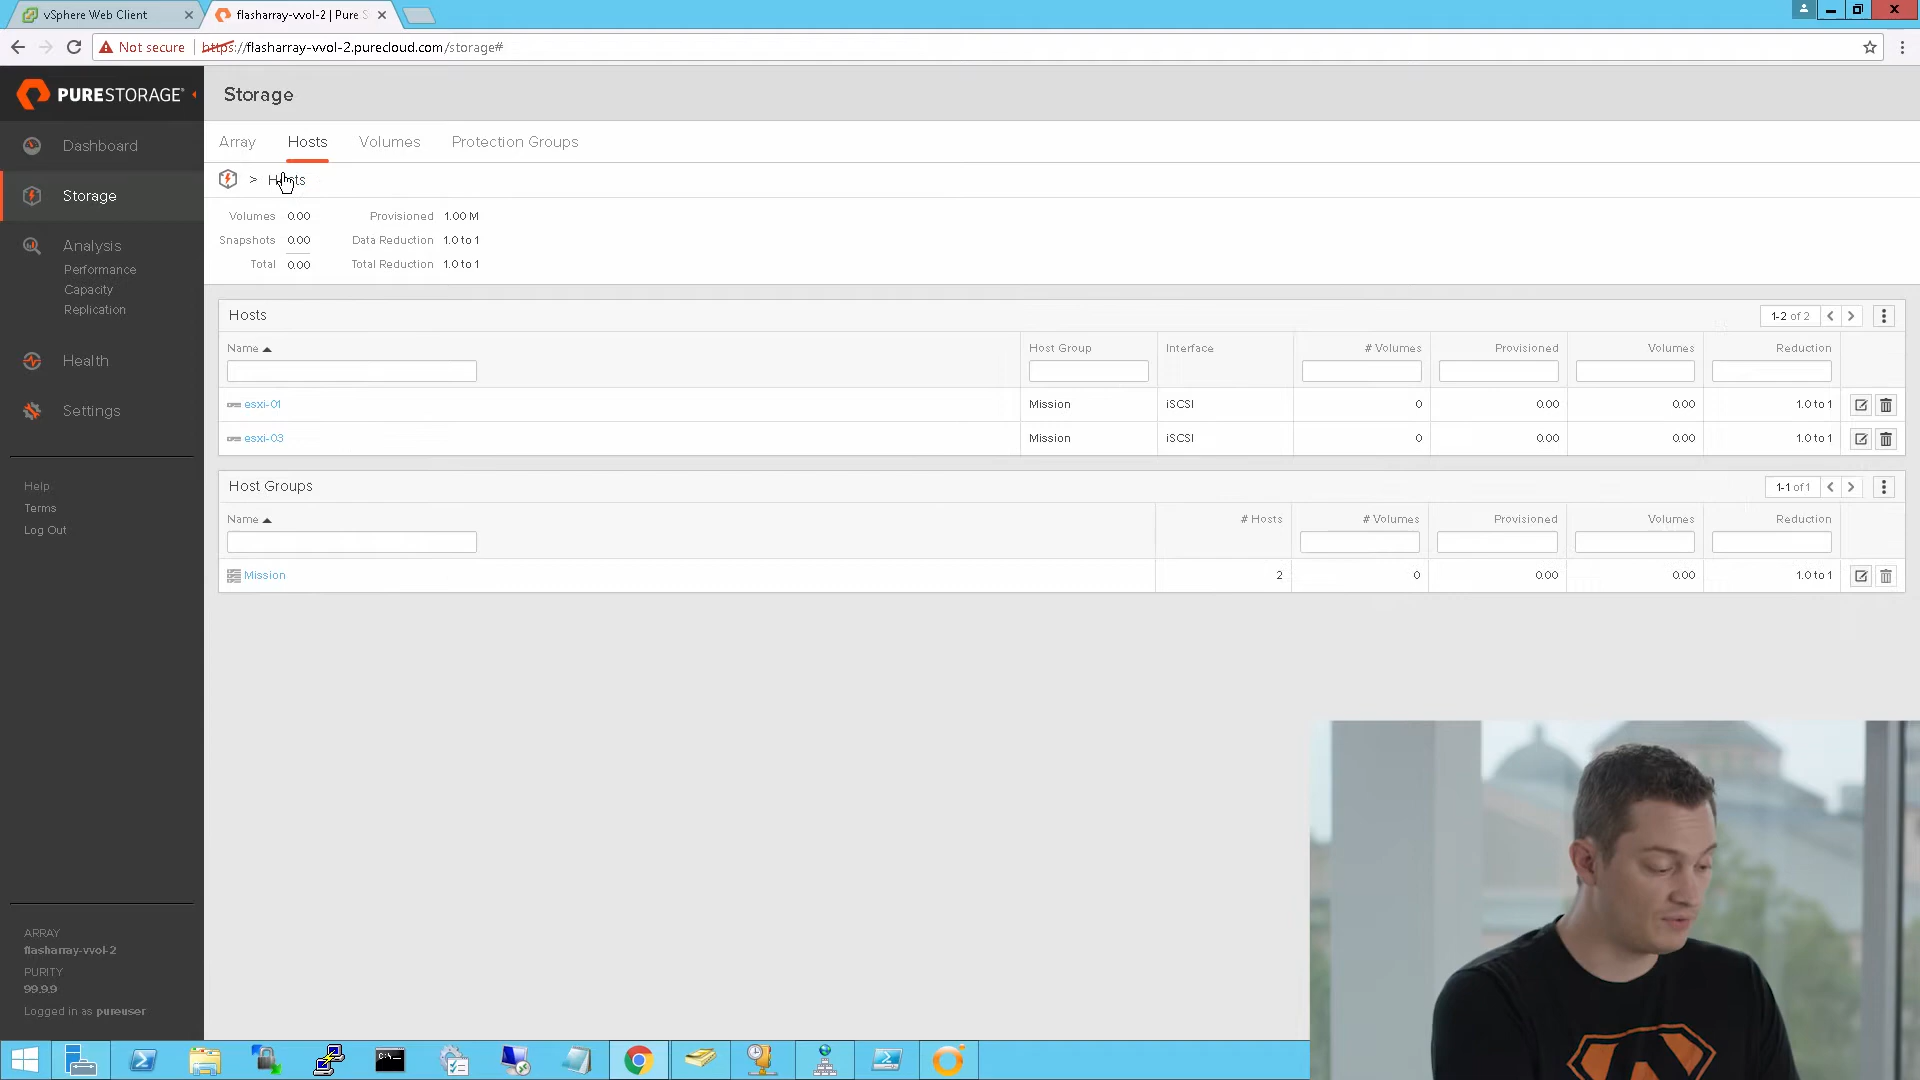 vSphere Web Client
flasharray-vvol-2 | Pure S
Not secure
https://flasharray-vvol-2.purecloud.com/storage#
PURESTORAGE
Storage
Dashboard
Storage
Analysis
Performance
Capacity
Replication
Health
Settings
Help
Terms
Log Out
Array Hosts Volumes Protection Groups
> Hosts
Volumes 0.00 Provisioned 1.00 M
Snapshots 0.00 Data Reduction 1.0 to 1
Total 0.00 Total Reduction 1.0 to 1
Hosts 1-2 of 2
Name Host Group Interface # Volumes Provisioned Volumes Reduction
esxi-01 Mission iSCSI 0 0.00 0.00 1.0 to 1
esxi-03 Mission iSCSI 0 0.00 0.00 1.0 to 1
Host Groups 1-1 of 1
Name # Hosts # Volumes Provisioned Volumes Reduction
Mission 2 0 0.00 0.00 1.0 to 1
ARRAY
flasharray-vvol-2
PURITY
99.9.9
Logged in as pureuser